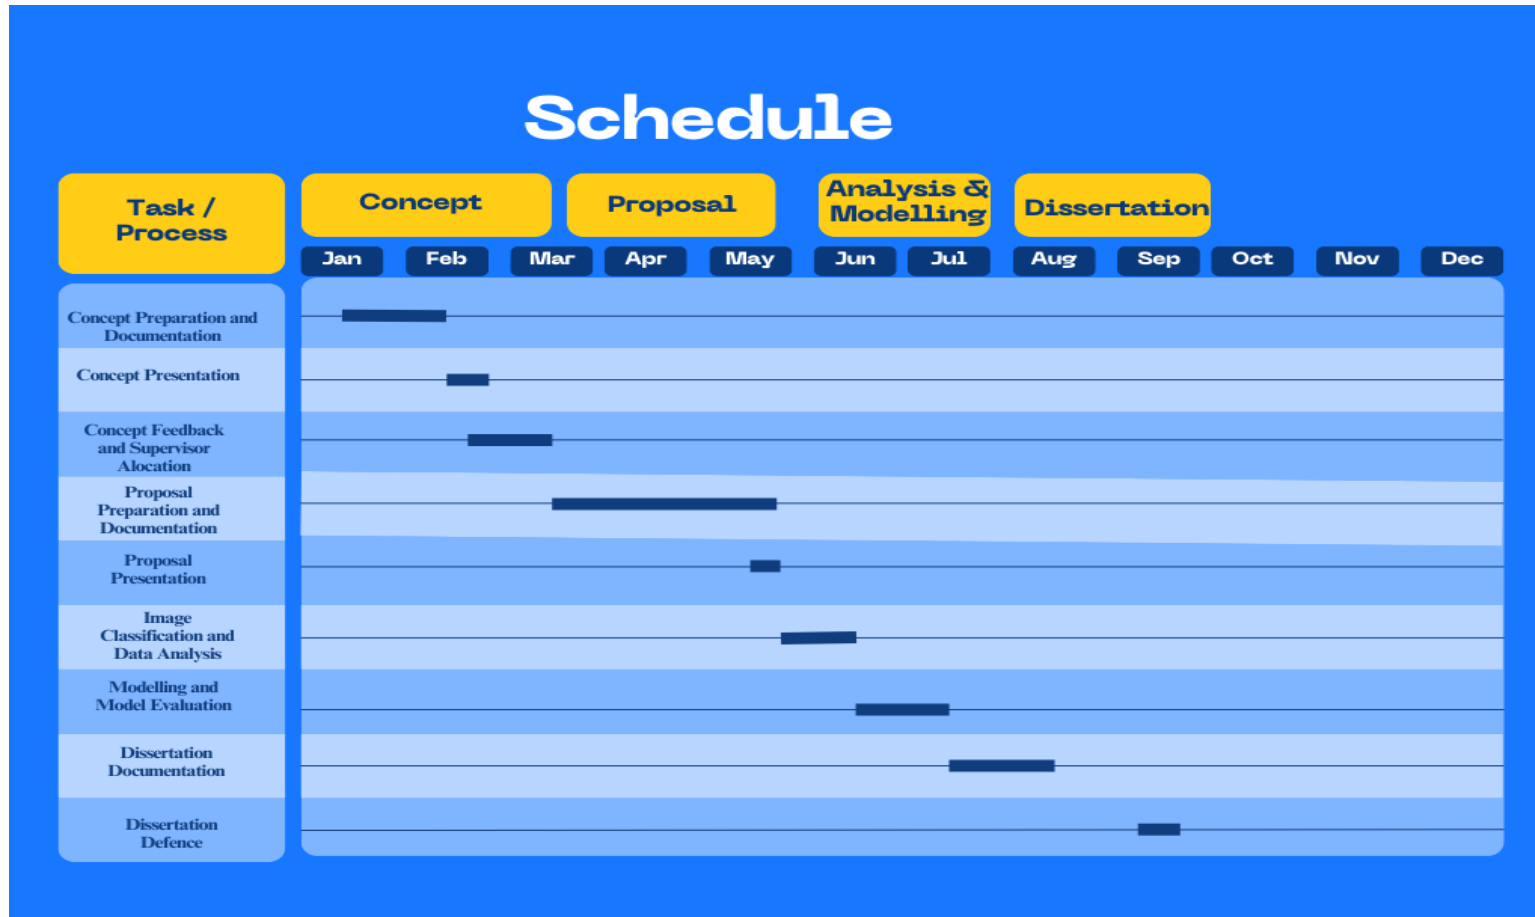 Schedule
Task /
Process
Concept
Proposal
Analysis &
Modelling
Dissertation
Jan Feb Mar Apr May Jun Jul Aug Sep Oct Nov Dec
Concept Preparation and
Documentation
Concept Presentation
Concept Feedback
and Supervisor
Alocation
Proposal
Preparation and
Documentation
Proposal
Presentation
Image
Classification and
Data Analysis
Modelling and
Model Evaluation
Dissertation
Documentation
Dissertation
Defence